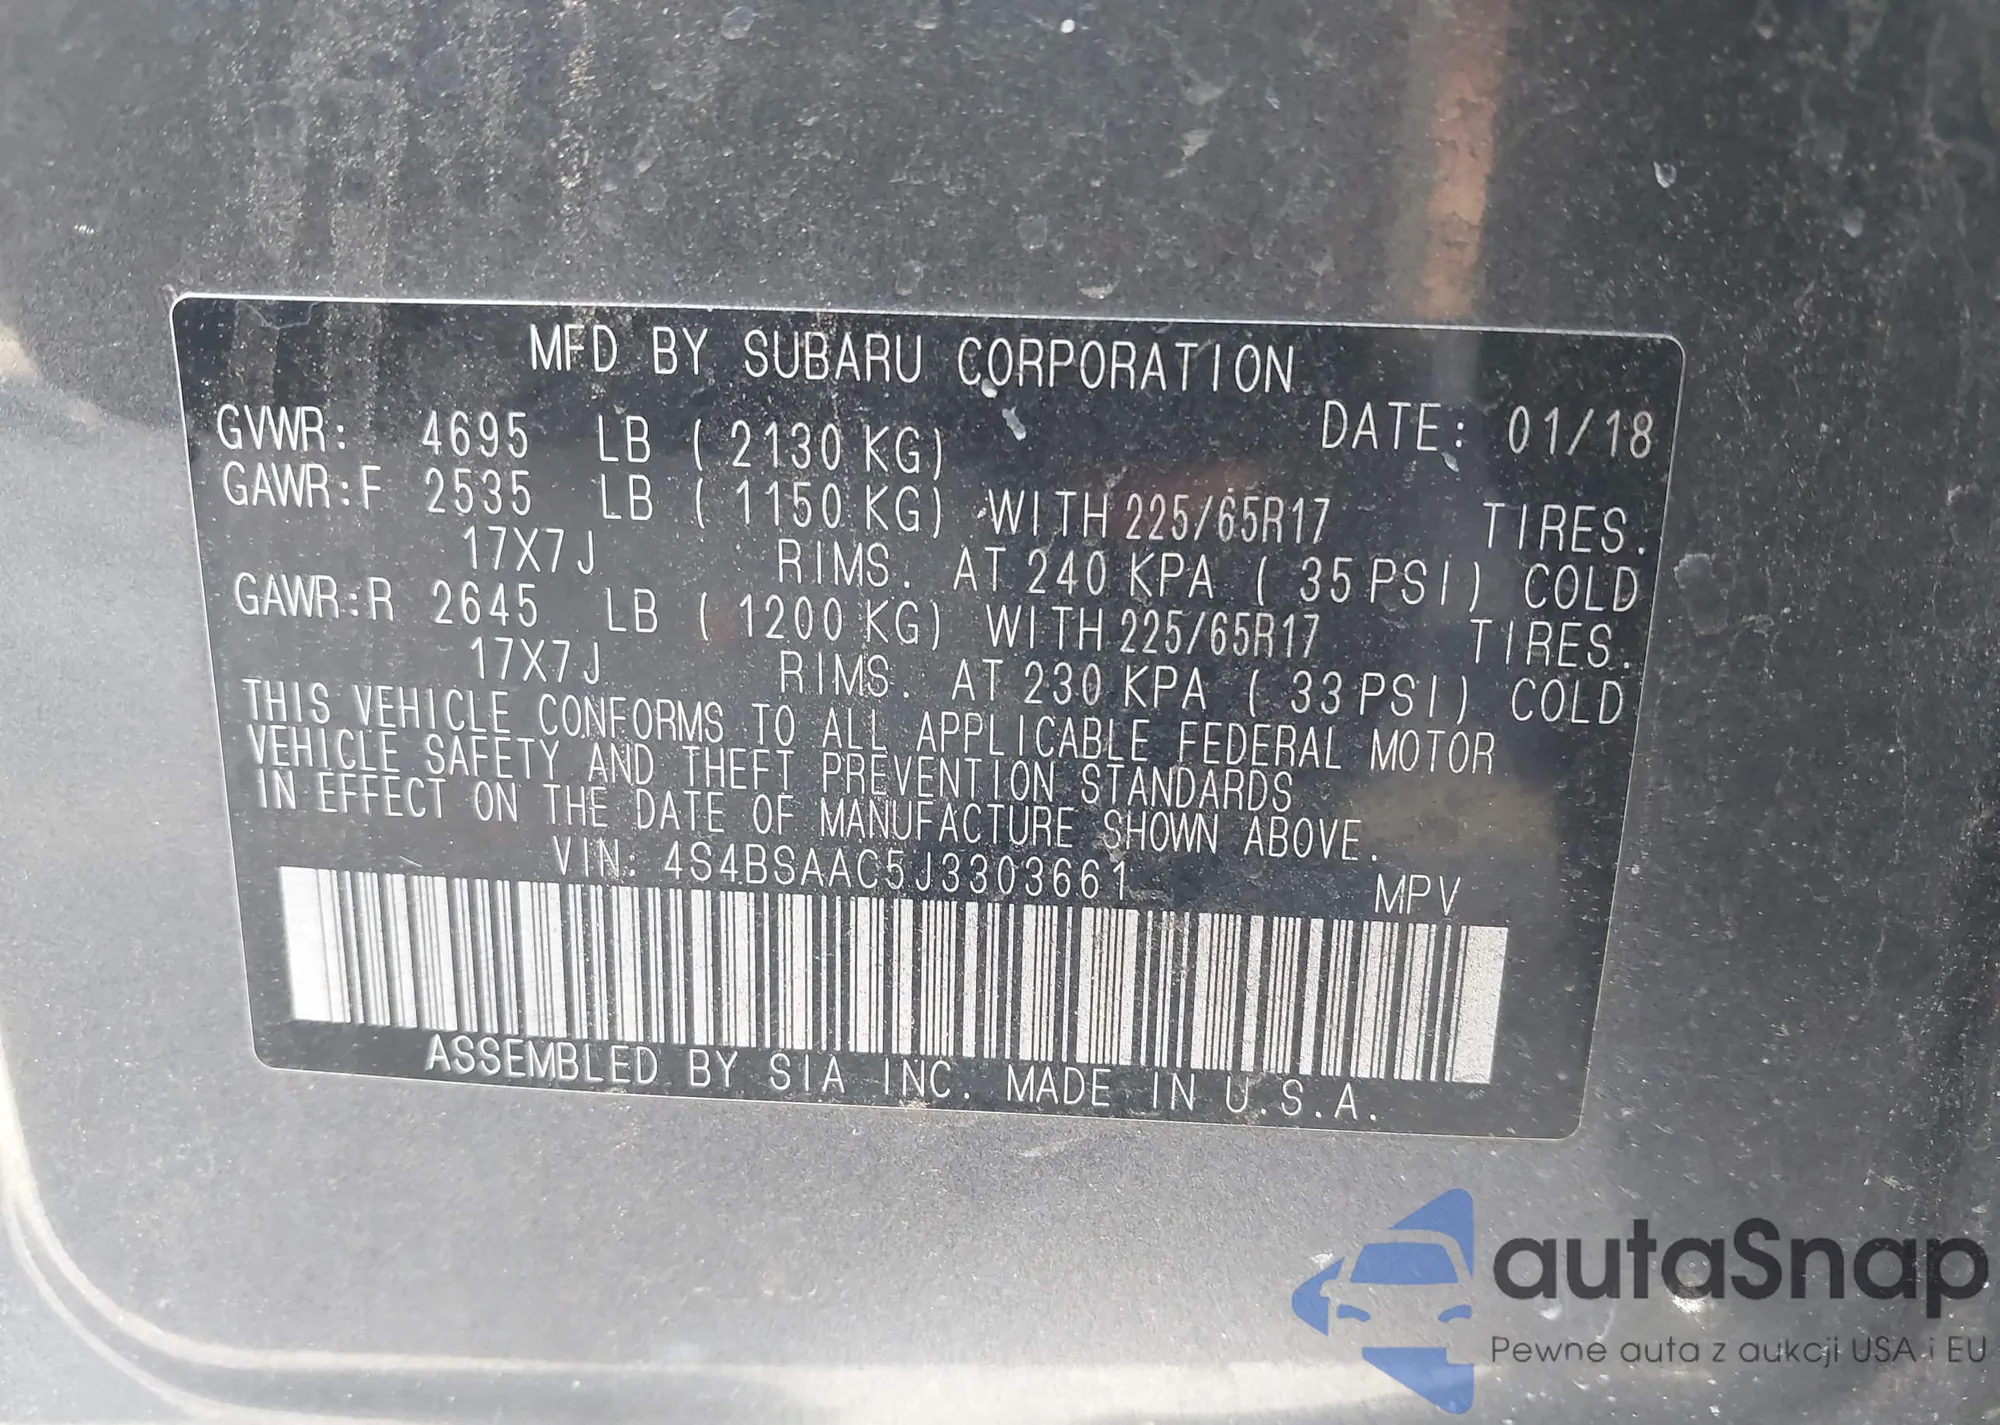 MFD BY SUBARU CORPORATION
DATE: 01/18
GVWR: 4695 LB (2130 KG)
GAWR:F 2535 LB (1150 KG) WITH 225/65R17 TIRES.
17X7J RIMS. AT 240 KPA (35 PSI) COLD
GAWR:R 2645 LB (1200 KG) WITH 225/65R17 TIRES.
17X7J RIMS. AT 230 KPA (33 PSI) COLD
THIS VEHICLE CONFORMS TO ALL APPLICABLE FEDERAL MOTOR
VEHICLE SAFETY AND THEFT PREVENTION STANDARDS
IN EFFECT ON THE DATE OF MANUFACTURE SHOWN ABOVE.
VIN: 4S4BSAAC5J3303661 MPV
ASSEMBLED BY SIA INC. MADE IN U.S.A.
autaSnap
Pewne auta z aukcji USA i EU